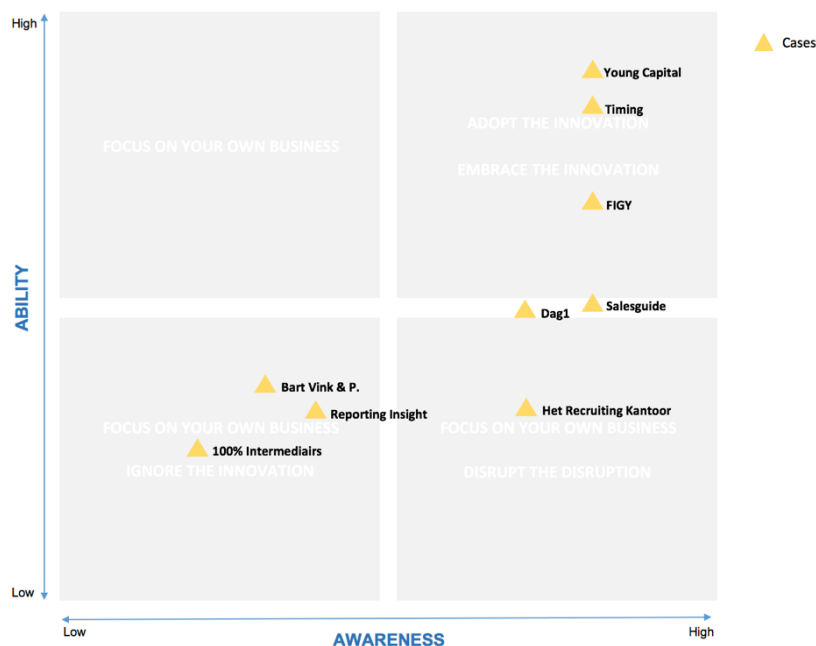 High
Cases
Young Capital
Timing
ADOPT THE INNOVATION
FOCUS ON YOUR OWN BUSINESS
EMBRACE THE INNOVATION
FIGY
ABILITY
Salesguide
Dag1
Bart Vink & P.
Reporting Insight
Het Recruiting Kantoor
FOCUS ON YOUR OWN BUSINESS
FOCUS ON YOUR OWN BUSINESS
100% Intermediairs
IGNORE THE INNOVATION
DISRUPT THE DISRUPTION
Low
Low
High
AWARENESS